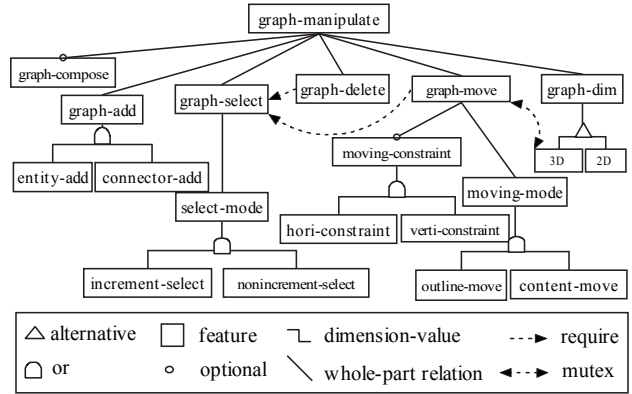 graph-manipulate
graph-compose
graph-add
graph-select
graph-delete
graph-move
graph-dim
entity-add
connector-add
moving-constraint
3D
2D
select-mode
moving-mode
hori-constraint
verti-constraint
increment-select
nonincrement-select
outline-move
content-move
alternative
feature
dimension-value
require
or
optional
whole-part relation
mutex